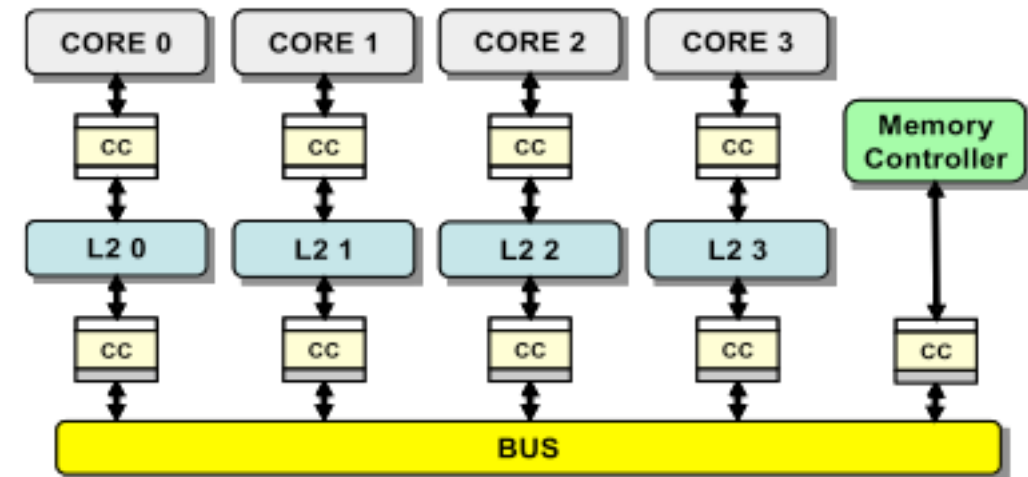 CORE 0
CORE 1
CORE 2
CORE 3
CC
CC
CC
CC
Memory
Controller
L2 0
L2 1
L2 2
L2 3
CC
CC
CC
CC
CC
BUS